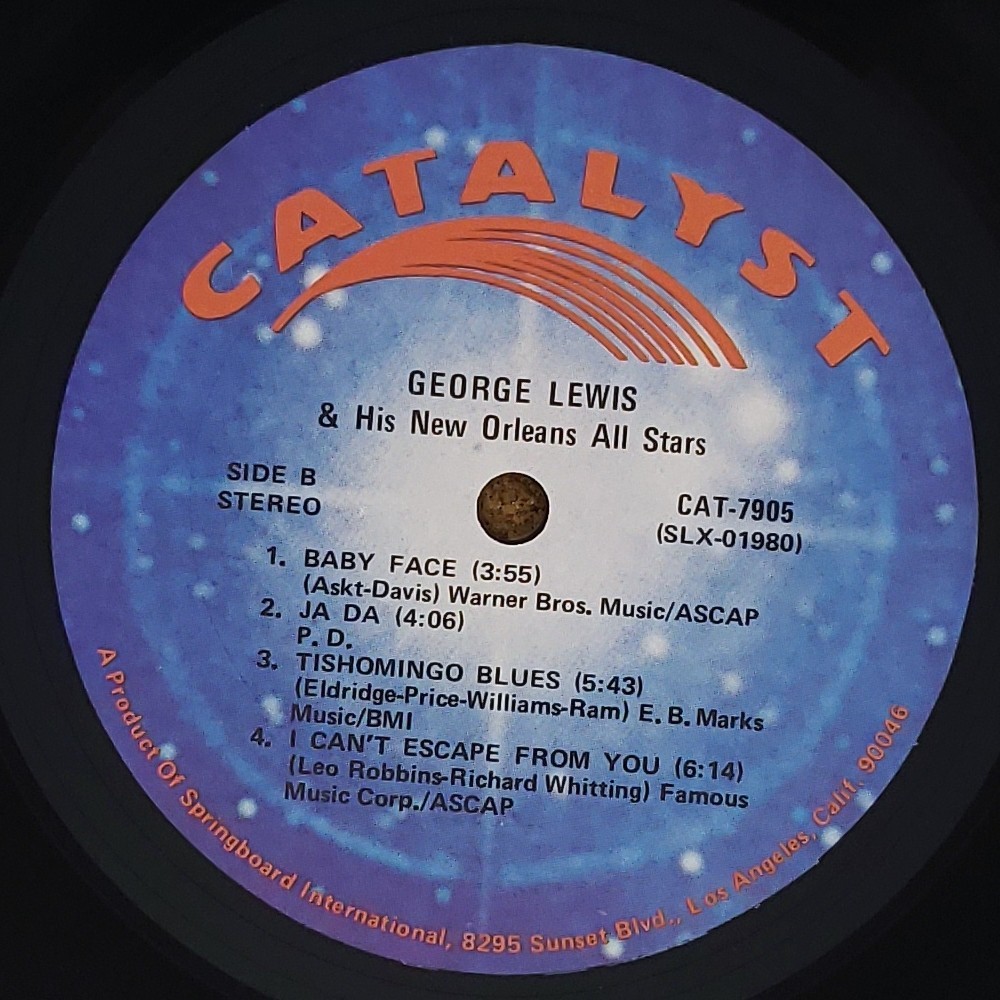 CATALYST
GEORGE LEWIS
& His New Orleans All Stars
SIDE B
STEREO
CAT-7905
(SLX-01980)
1. BABY FACE (3:55)
(Askt-Davis) Warner Bros. Music/ASCAP
2. JA DA (4:06)
P. D.
3. TISHOMINGO BLUES (5:43)
(Eldridge-Price-Williams-Ram) E. B. Marks
Music/BMI
4. I CAN'T ESCAPE FROM YOU (6:14)
(Leo Robbins-Richard Whitting) Famous
Music Corp./ASCAP
A Product Of Springboard International, 8295 Sunset Blvd., Los Angeles, Calif. 90046